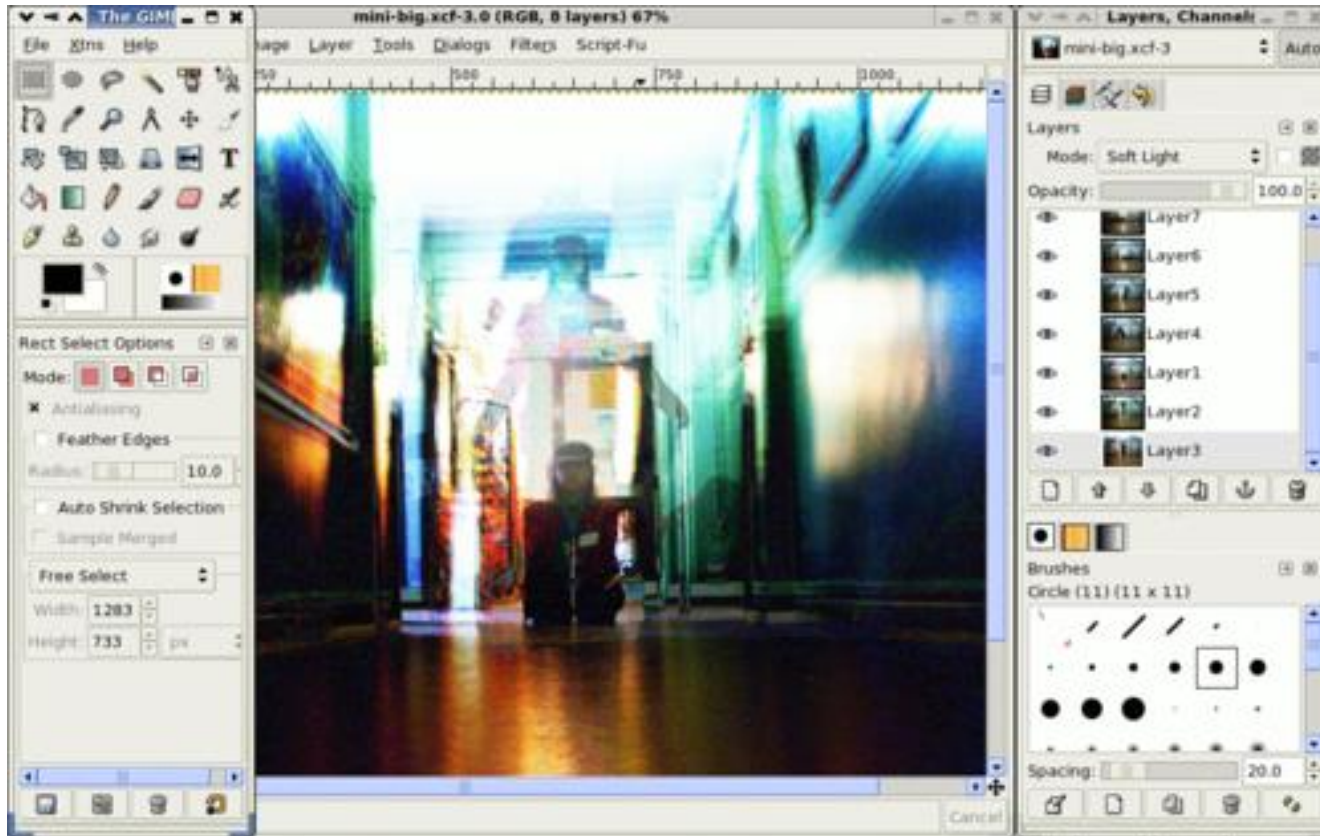 The GIM
File Xtns Help
Rect Select Options
Mode:
Antialiasing
Feather Edges
Radius: 10.0
Auto Shrink Selection
Sample Merged
Free Select
Width: 1283
Height: 733 px
mini-big.xcf-3.0 (RGB, 8 layers) 67%
age Layer Tools Dialogs Filters Script-Fu
250 500 750 1000
Cancel
Layers, Channels
mini-big.xcf-3 Auto
Layers
Mode: Soft Light
Opacity: 100.0
Layer7
Layer6
Layer5
Layer4
Layer1
Layer2
Layer3
Brushes
Circle (11) (11 x 11)
Spacing: 20.0